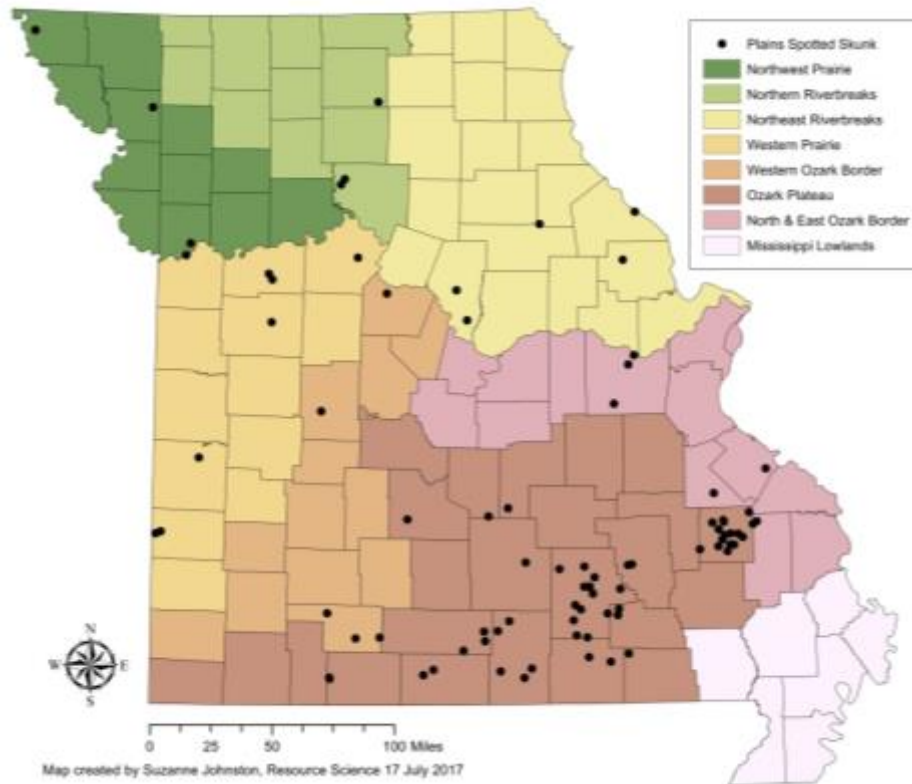 Plains Spotted Skunk
Northwest Prairie
Northern Riverbreaks
Northeast Riverbreaks
Western Prairie
Western Ozark Border
Ozark Plateau
North & East Ozark Border
Mississippi Lowlands
N
W E
S
0 25 50 100 Miles
Map created by Suzanne Johnston, Resource Science 17 July 2017